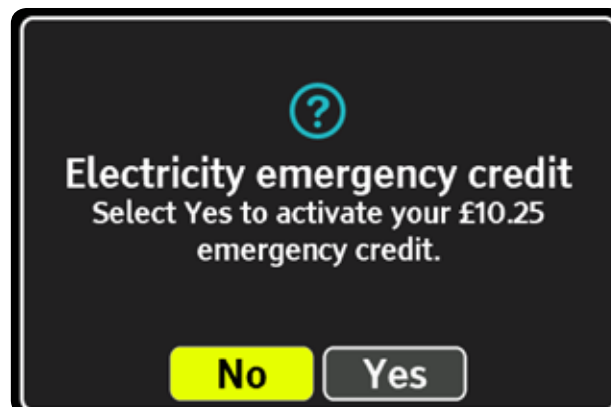 ?
Electricity emergency credit
Select Yes to activate your £10.25
emergency credit.
No Yes